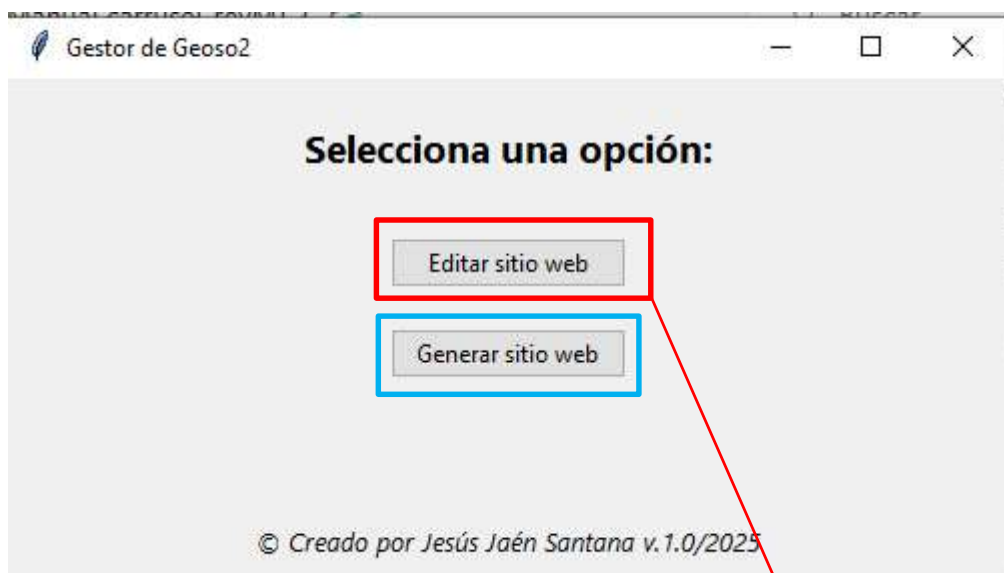 Gestor de Geoso2
Selecciona una opción:
Editar sitio web
Generar sitio web
© Creado por Jesús Jaén Santana v.1.0/2025